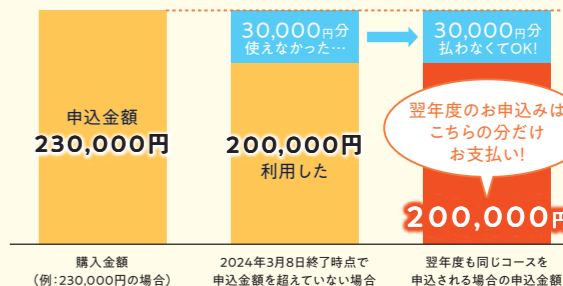 申込金額
230,000円
30,000円分
使えなかった…
200,000円
利用した
30,000円分
払わなくてOK!
翌年度のお申込みは
こちらの分だけ
お支払い!
200,000円
購入金額
(例:230,000円の場合)
2024年3月8日終了時点で
申込金額を超えていない場合
翌年度も同じコースを
申込される場合の申込金額